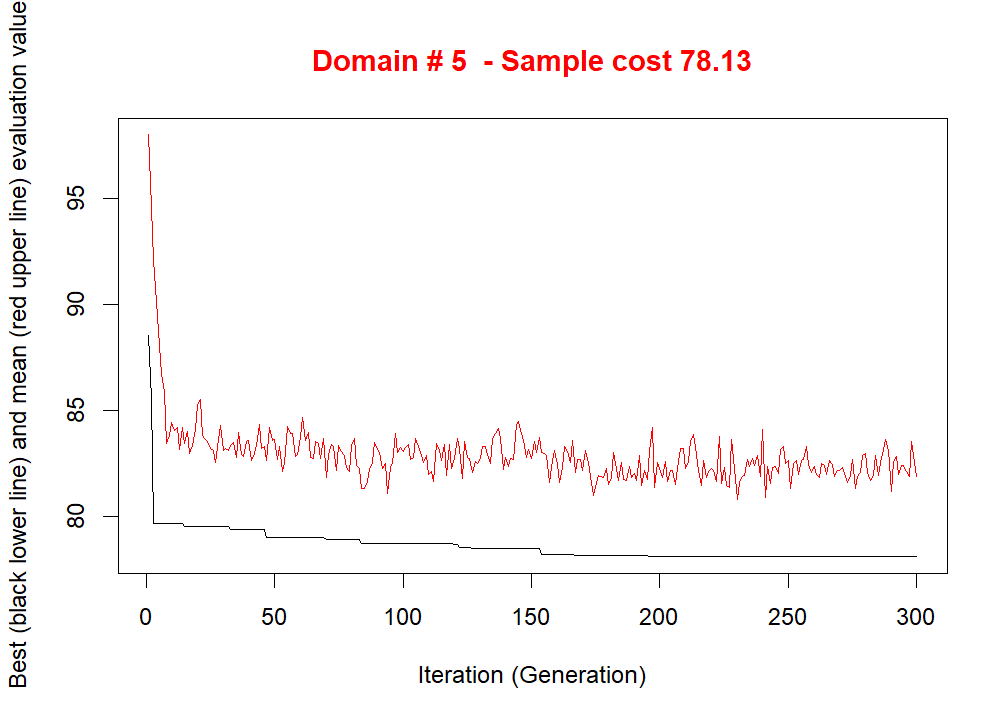 Domain # 5  - Sample cost 78.13
Best (black lower line) and mean (red upper line) evaluation value
95
90
85
80
0 50 100 150 200 250 300
Iteration (Generation)